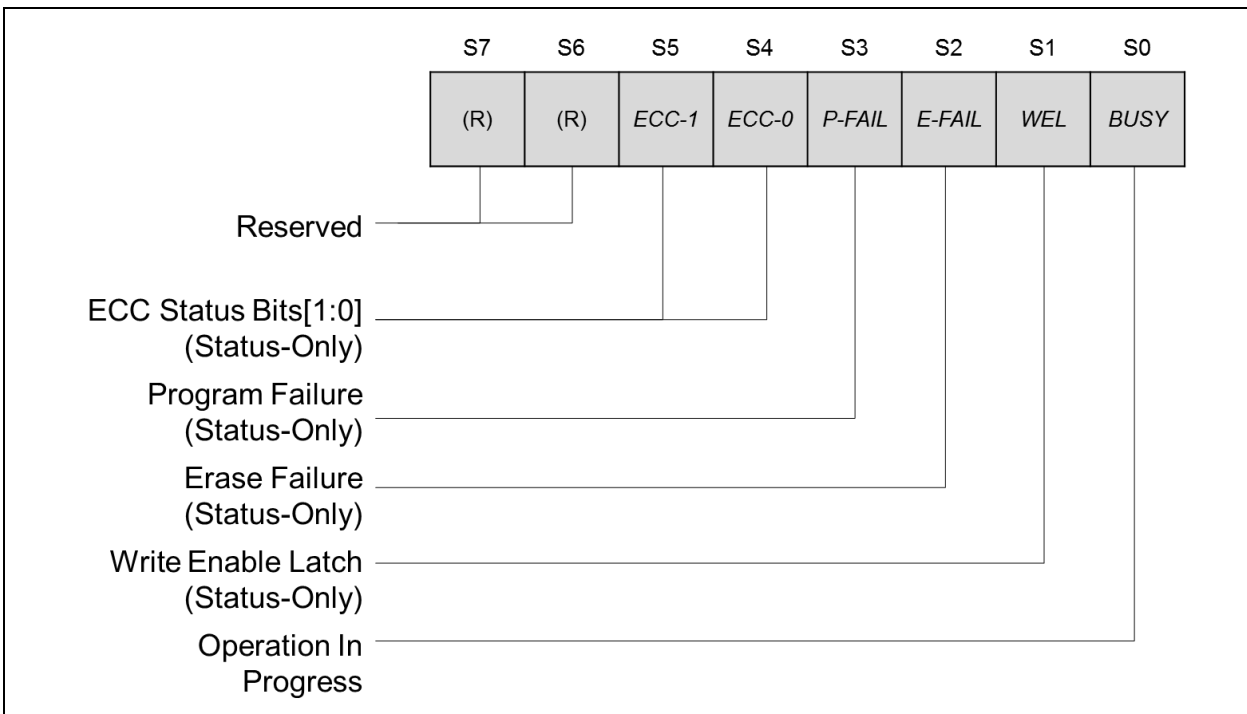 S7 S6 S5 S4 S3 S2 S1 S0
(R) (R) ECC-1 ECC-0 P-FAIL E-FAIL WEL BUSY
Reserved
ECC Status Bits[1:0]
(Status-Only)
Program Failure
(Status-Only)
Erase Failure
(Status-Only)
Write Enable Latch
(Status-Only)
Operation In
Progress